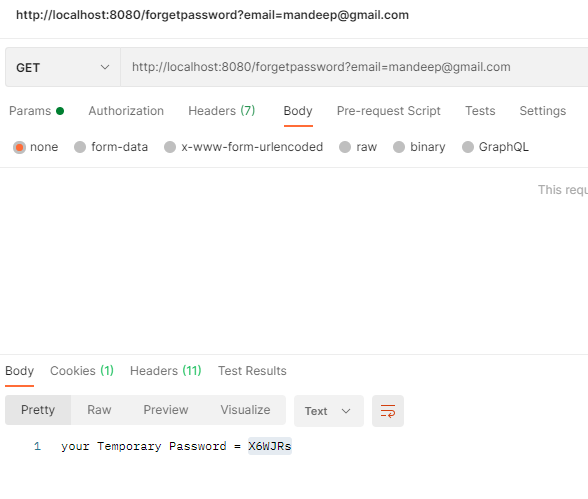 http://localhost:8080/forgetpassword?email=mandeep@gmail.com
GET http://localhost:8080/forgetpassword?email=mandeep@gmail.com
Params Authorization Headers (7) Body Pre-request Script Tests Settings
none form-data x-www-form-urlencoded raw binary GraphQL
This requ
Body Cookies (1) Headers (11) Test Results
Pretty Raw Preview Visualize Text
1 your Temporary Password = X6WJRs